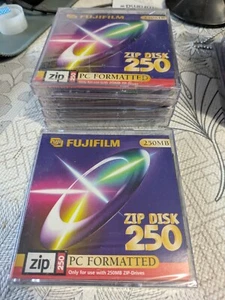 ZIP DISK
250
zip
PC FORMATTED
FUJIFILM
250MB
ZIP DISK
250
zip
250
PC FORMATTED
Only for use with 250MB ZIP-Drives